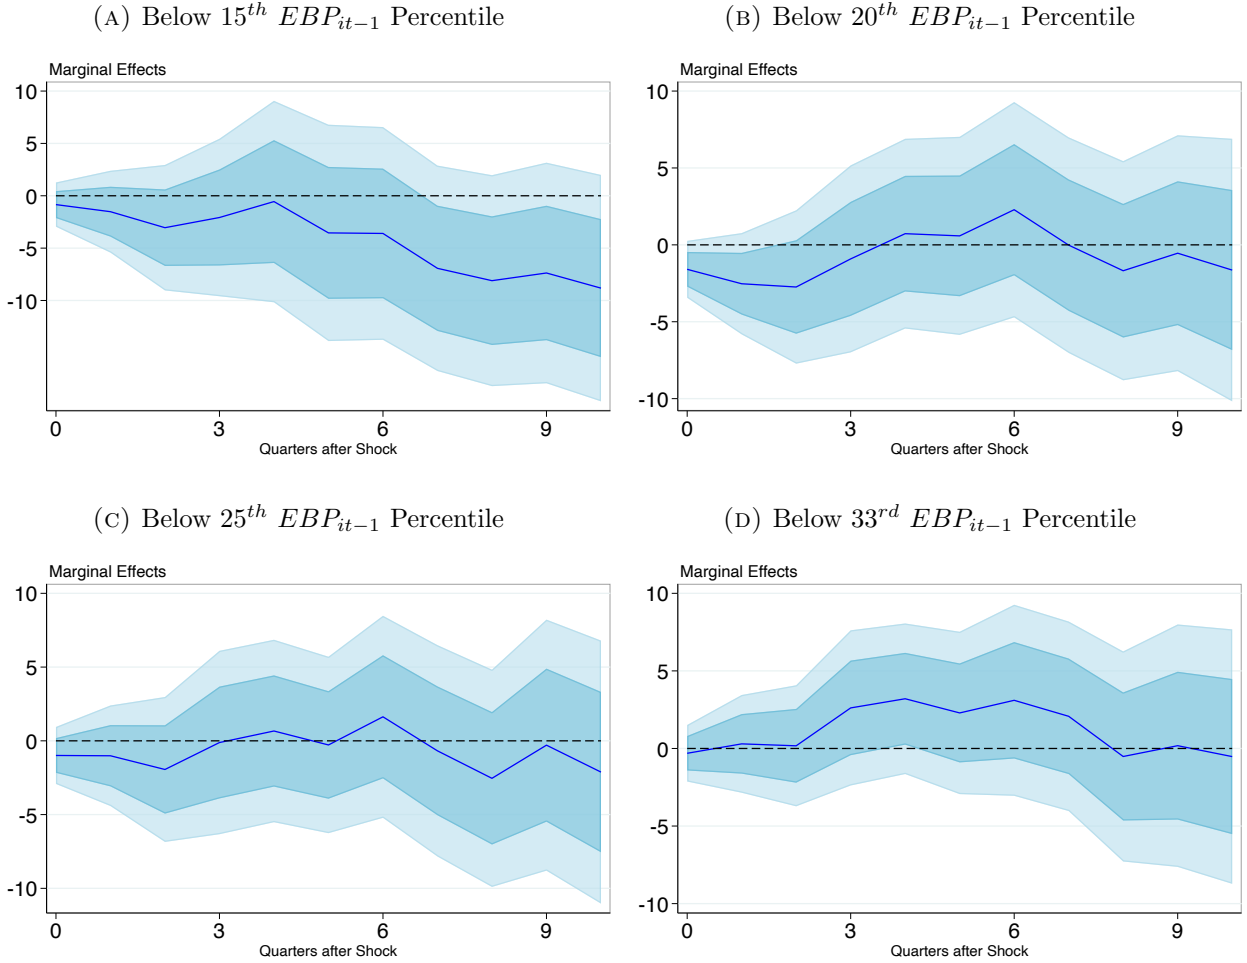 (A) Below 15th EBPit−1 Percentile
Marginal Effects
10
5
0
-5
-10
0 3 6 9
Quarters after Shock
(B) Below 20th EBPit−1 Percentile
Marginal Effects
10
5
0
-5
-10
0 3 6 9
Quarters after Shock
(C) Below 25th EBPit−1 Percentile
Marginal Effects
10
5
0
-5
-10
0 3 6 9
Quarters after Shock
(D) Below 33rd EBPit−1 Percentile
Marginal Effects
10
5
0
-5
-10
0 3 6 9
Quarters after Shock